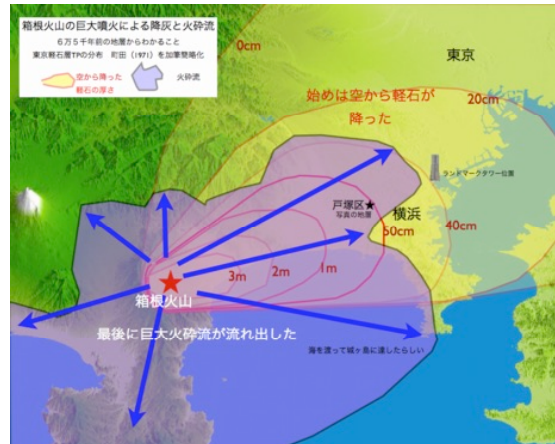 箱根火山の巨大噴火による降灰と火砕流
6万5千年前の地層からわかること
東京軽石層TPの分布　町田（1971）を加筆簡略化
空から降った
軽石の厚さ
火砕流
0cm
東京
20cm
始めは空から軽石が
降った
ランドマークタワー位置
戸塚区★
写真の地層
横浜
50cm
40cm
1m
2m
3m
箱根火山
最後に巨大火砕流が流れ出した
海を渡って城ヶ島に達したらしい